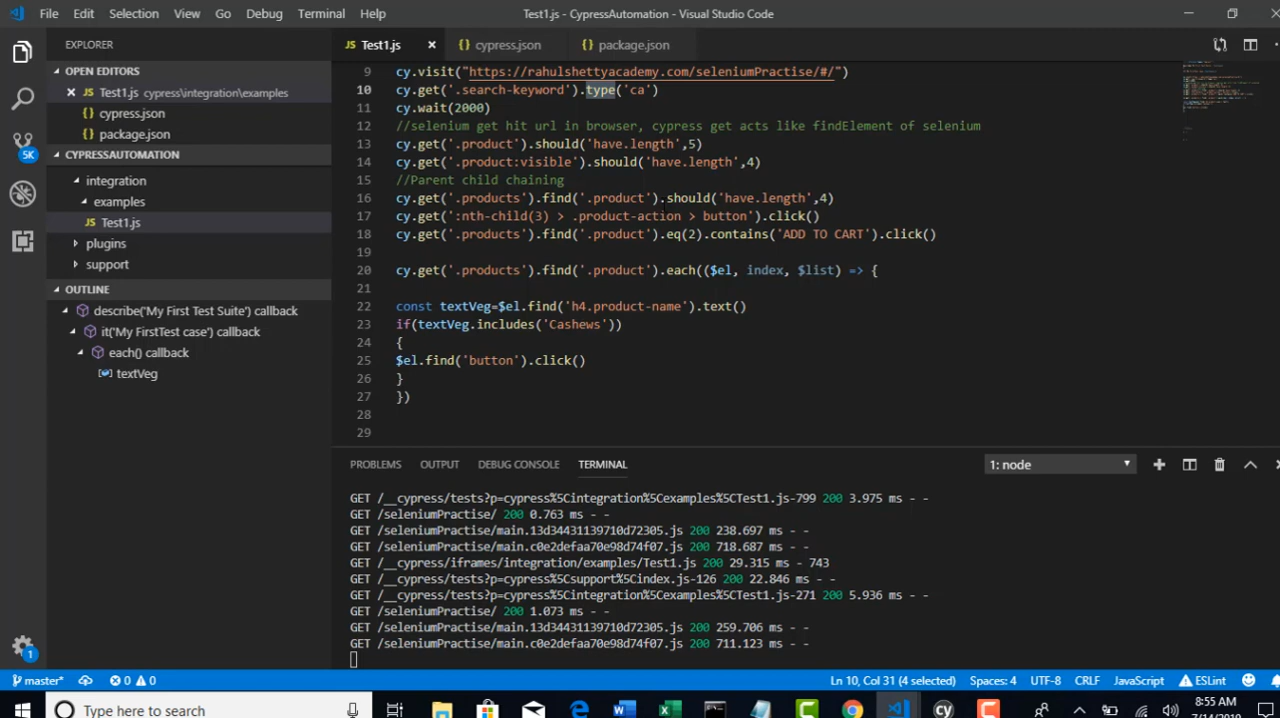 File Edit Selection View Go Debug Terminal Help Test1.js - CypressAutomation - Visual Studio Code
EXPLORER
OPEN EDITORS
Test1.js cypress\integration\examples
cypress.json
package.json
5K
CYPRESSAUTOMATION
integration
examples
JS Test1.js
plugins
support
OUTLINE
describe('My First Test Suite') callback
it('My FirstTest case') callback
each() callback
textVeg
1
JS Test1.js {} cypress.json {} package.json
9 cy.visit("https://rahulshettyacademy.com/seleniumPractise/#/")
10 cy.get('.search-keyword').type('ca')
11 cy.wait(2000)
12 //selenium get hit url in browser, cypress get acts like findElement of selenium
13 cy.get('.product').should('have.length',5)
14 cy.get('.product:visible').should('have.length',4)
15 //Parent child chaining
16 cy.get('.products').find('.product').should('have.length',4)
17 cy.get(':nth-child(3) > .product-action > button').click()
18 cy.get('.products').find('.product').eq(2).contains('ADD TO CART').click()
19
20 cy.get('.products').find('.product').each(($el, index, $list) => {
21
22 const textVeg=$el.find('h4.product-name').text()
23 if(textVeg.includes('Cashews'))
24 {
25 $el.find('button').click()
26 }
27 })
28
29
PROBLEMS OUTPUT DEBUG CONSOLE TERMINAL 1: node
GET /__cypress/tests?p=cypress%5Cintegration%5Cexamples%5CTest1.js-799 200 3.975 ms - -
GET /seleniumPractise/ 200 0.763 ms - -
GET /seleniumPractise/main.13d34431139710d72305.js 200 238.697 ms - -
GET /seleniumPractise/main.c0e2defaa70e98d74f07.js 200 718.687 ms - -
GET /__cypress/iframes/integration/examples/Test1.js 200 29.315 ms - 743
GET /__cypress/tests?p=cypress%5Csupport%5Cindex.js-126 200 22.846 ms - -
GET /__cypress/tests?p=cypress%5Cintegration%5Cexamples%5CTest1.js-271 200 5.936 ms - -
GET /seleniumPractise/ 200 1.073 ms - -
GET /seleniumPractise/main.13d34431139710d72305.js 200 259.706 ms - -
GET /seleniumPractise/main.c0e2defaa70e98d74f07.js 200 711.123 ms - -
master* 0 0 Ln 10, Col 31 (4 selected) Spaces: 4 UTF-8 CRLF JavaScript ESLint
Type here to search 8:55 AM